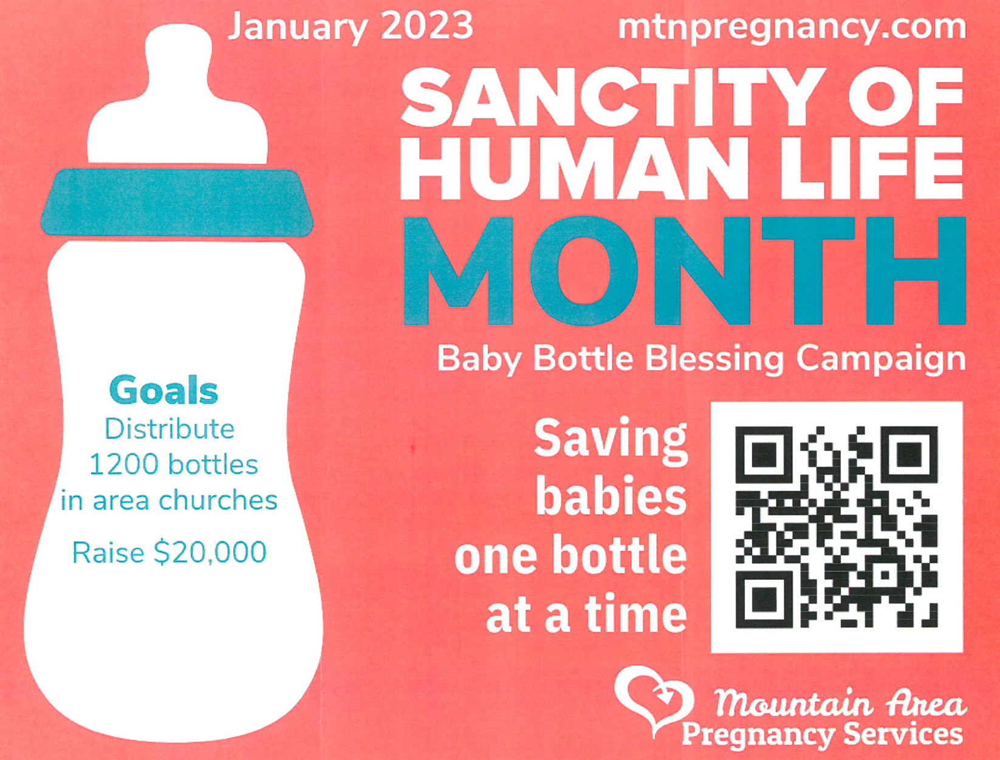 January 2023
mtnpregnancy.com
SANCTITY OF
HUMAN LIFE
MONTH
Baby Bottle Blessing Campaign
Goals
Distribute
1200 bottles
in area churches
Raise $20,000
Saving
babies
one bottle
at a time
Mountain Area
Pregnancy Services